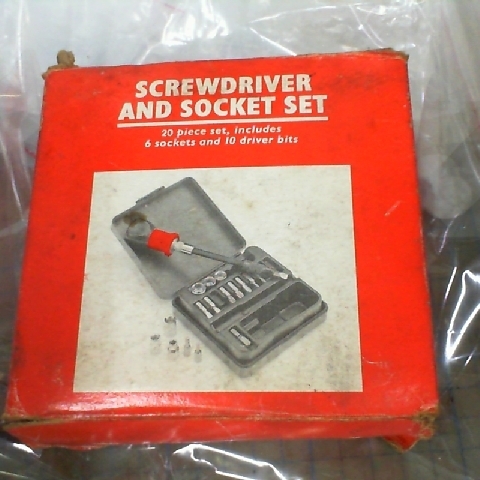 SCREWDRIVER
AND SOCKET SET
20 piece set, includes
6 sockets and 10 driver bits